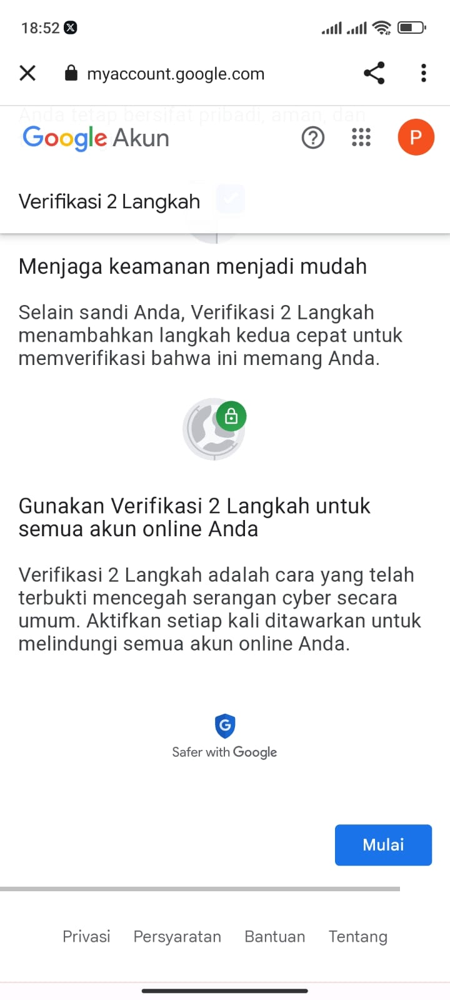 18:52
myaccount.google.com
Anda tetap bersifat pribadi, aman, dan
Google Akun
P
Verifikasi 2 Langkah
Menjaga keamanan menjadi mudah
Selain sandi Anda, Verifikasi 2 Langkah
menambahkan langkah kedua cepat untuk
memverifikasi bahwa ini memang Anda.
Gunakan Verifikasi 2 Langkah untuk
semua akun online Anda
Verifikasi 2 Langkah adalah cara yang telah
terbukti mencegah serangan cyber secara
umum. Aktifkan setiap kali ditawarkan untuk
melindungi semua akun online Anda.
G
Safer with Google
Mulai
Privasi Persyaratan Bantuan Tentang